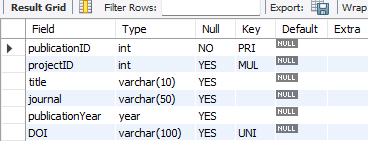 Result Grid Filter Rows: Export: Wrap
Field Type Null Key Default Extra
publicationID int NO PRI NULL
projectID int YES MUL NULL
title varchar(10) YES NULL
journal varchar(50) YES NULL
publicationYear year YES NULL
DOI varchar(100) YES UNI NULL